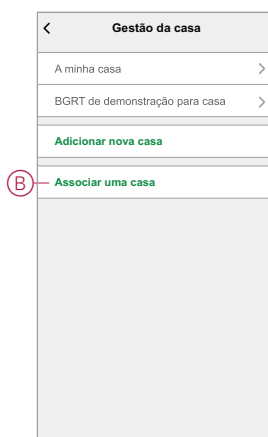 Gestão da casa
A minha casa
BGRT de demonstração para casa
Adicionar nova casa
B
Associar uma casa